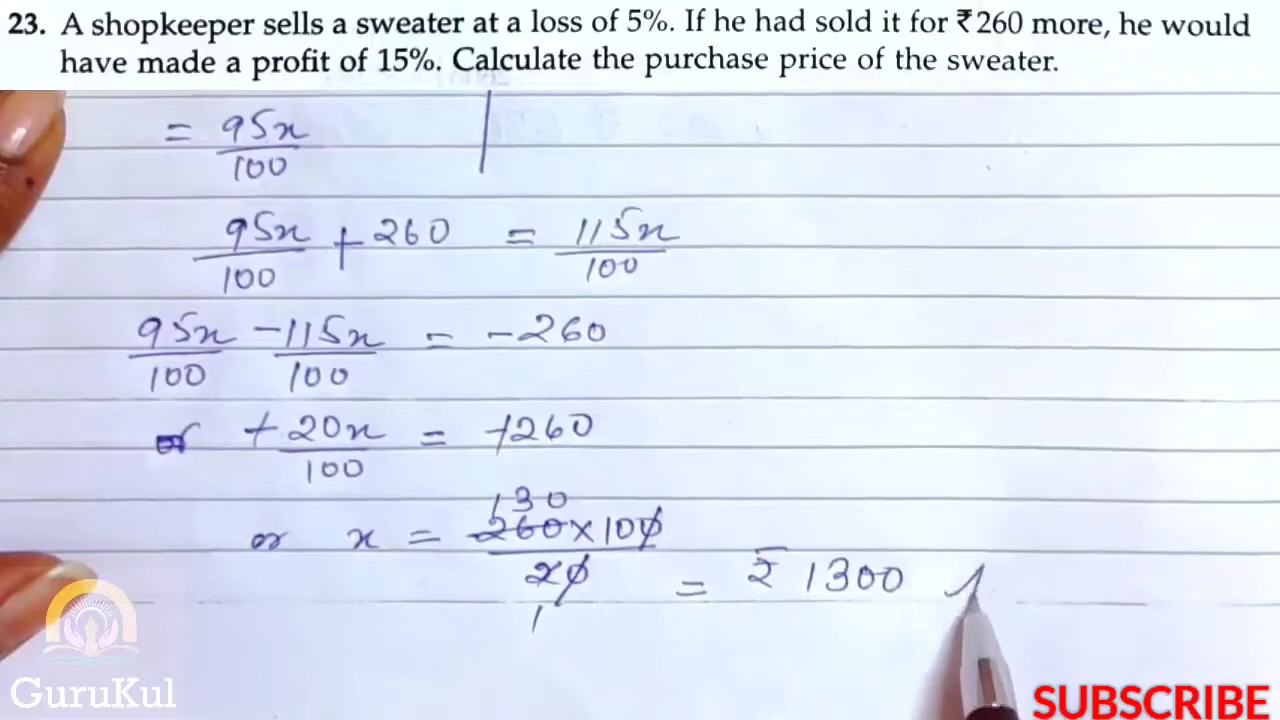 23. A shopkeeper sells a sweater at a loss of 5%. If he had sold it for ₹260 more, he would
have made a profit of 15%. Calculate the purchase price of the sweater.
= 95x/100
95x/100 + 260 = 115x/100
95x/100 - 115x/100 = -260
or + 20x/100 = +260
130
or x = 260 × 100 / 20 = ₹ 1300
1
GuruKul
SUBSCRIBE